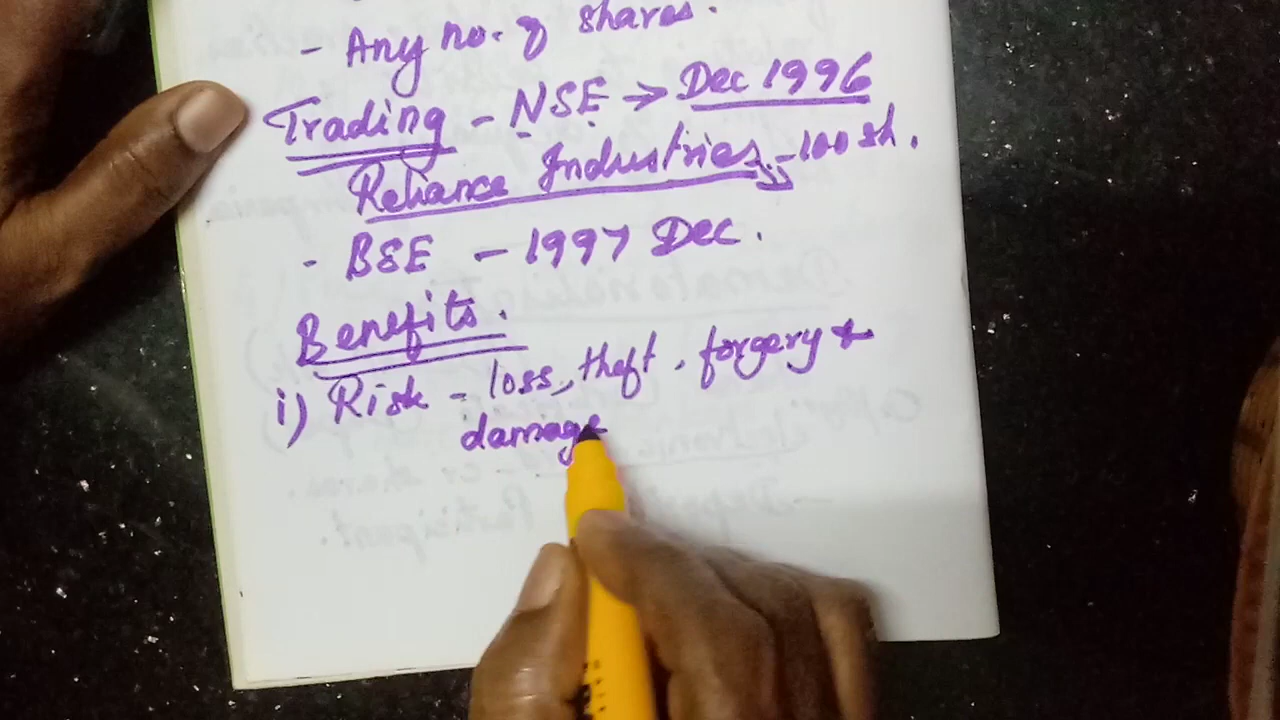 - Any no. of shares.
Trading - NSE → Dec 1996
Reliance Industries - 100 sh.
- BSE - 1997 Dec.
Benefits.
i) Risk - loss, theft, forgery &
damage